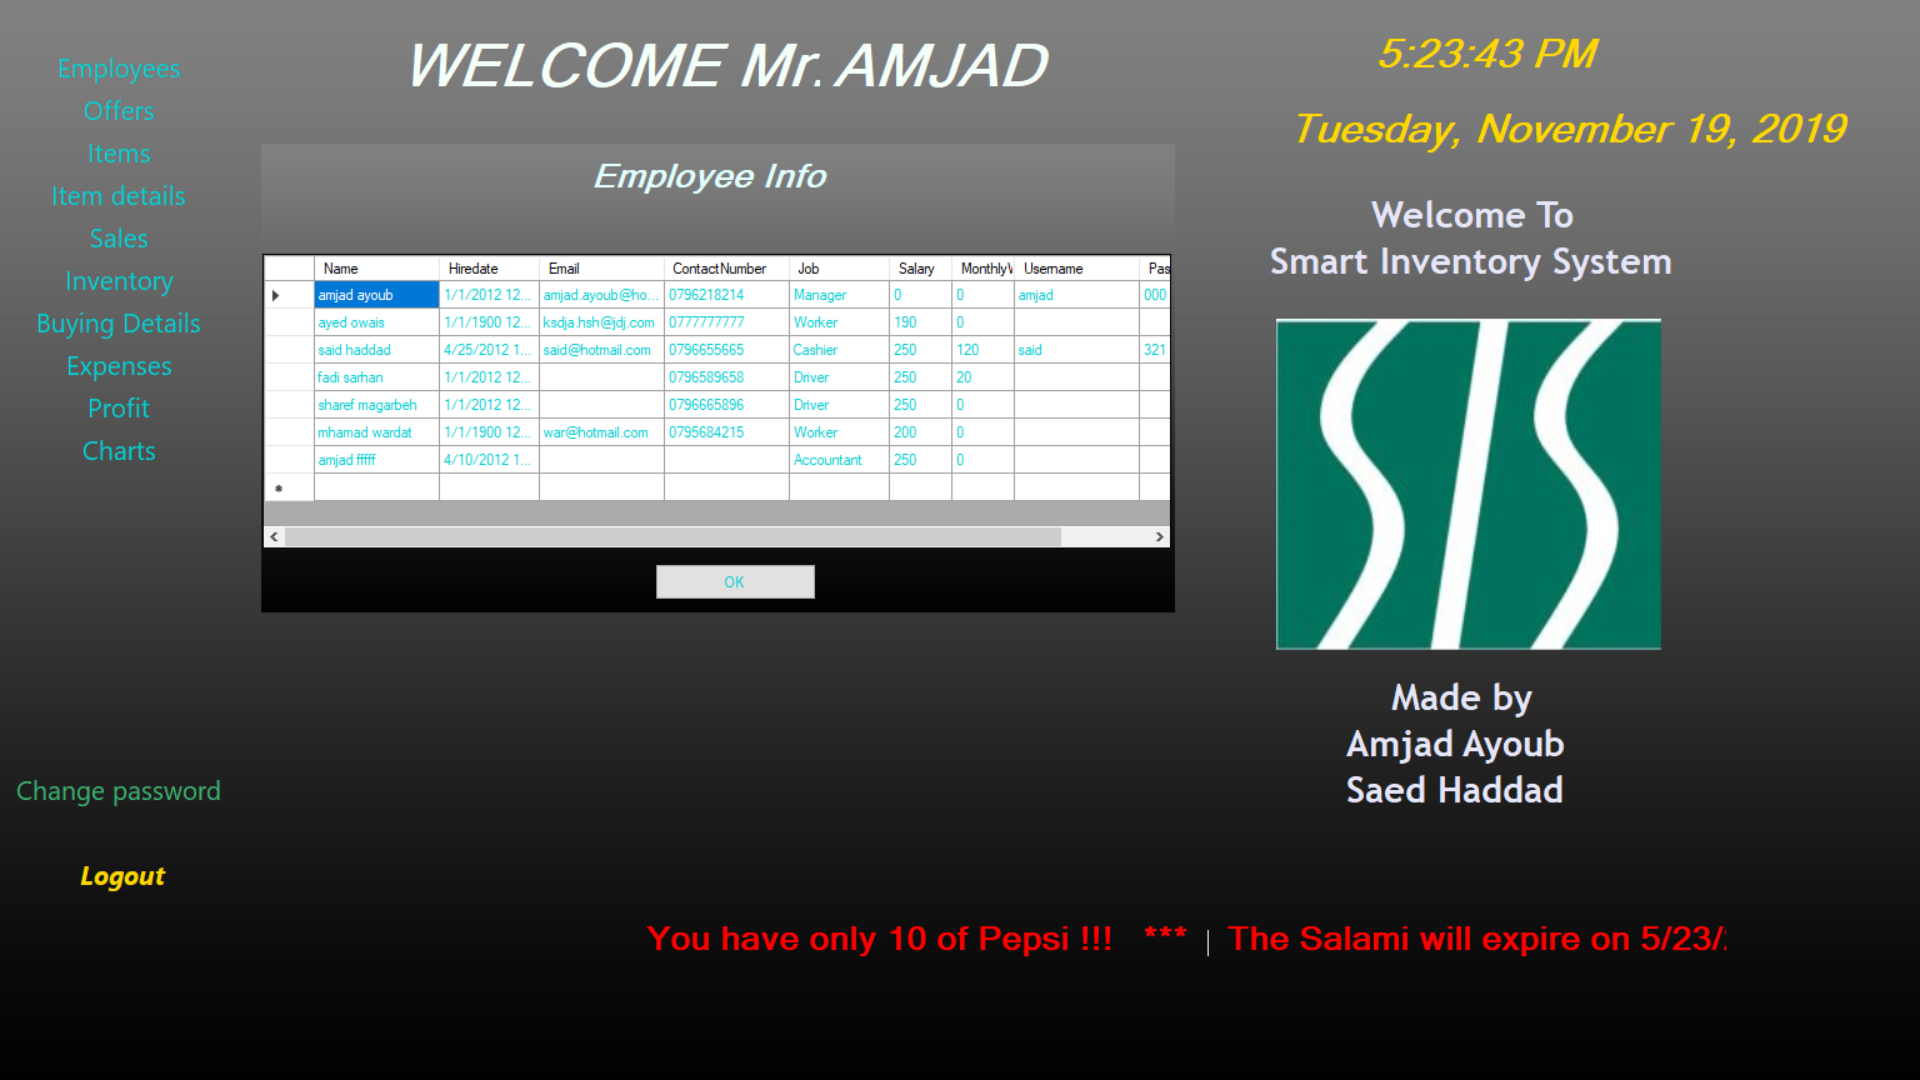 WELCOME Mr. AMJAD
5:23:43 PM
Tuesday, November 19, 2019
Employees
Offers
Items
Item details
Sales
Inventory
Buying Details
Expenses
Profit
Charts
Change password
Logout
Employee Info
Name Hiredate Email ContactNumber Job Salary Monthly Username Pas
amjad ayoub 1/1/2012 12... amjad.ayoub@ho... 0796218214 Manager 0 0 amjad 000
ayed owais 1/1/1900 12... ksdja.hsh@jdj.com 0777777777 Worker 190 0
said haddad 4/25/2012 1... said@hotmail.com 0796655665 Cashier 250 120 said 321
fadi sarhan 1/1/2012 12... 0796589658 Driver 250 20
sharef magarbeh 1/1/2012 12... 0796665896 Driver 250 0
mhamad wardat 1/1/1900 12... war@hotmail.com 0795684215 Worker 200 0
amjad ffffff 4/10/2012 1... Accountant 250 0
OK
Welcome To
Smart Inventory System
SIS
Made by
Amjad Ayoub
Saed Haddad
You have only 10 of Pepsi !!! *** | The Salami will expire on 5/23/